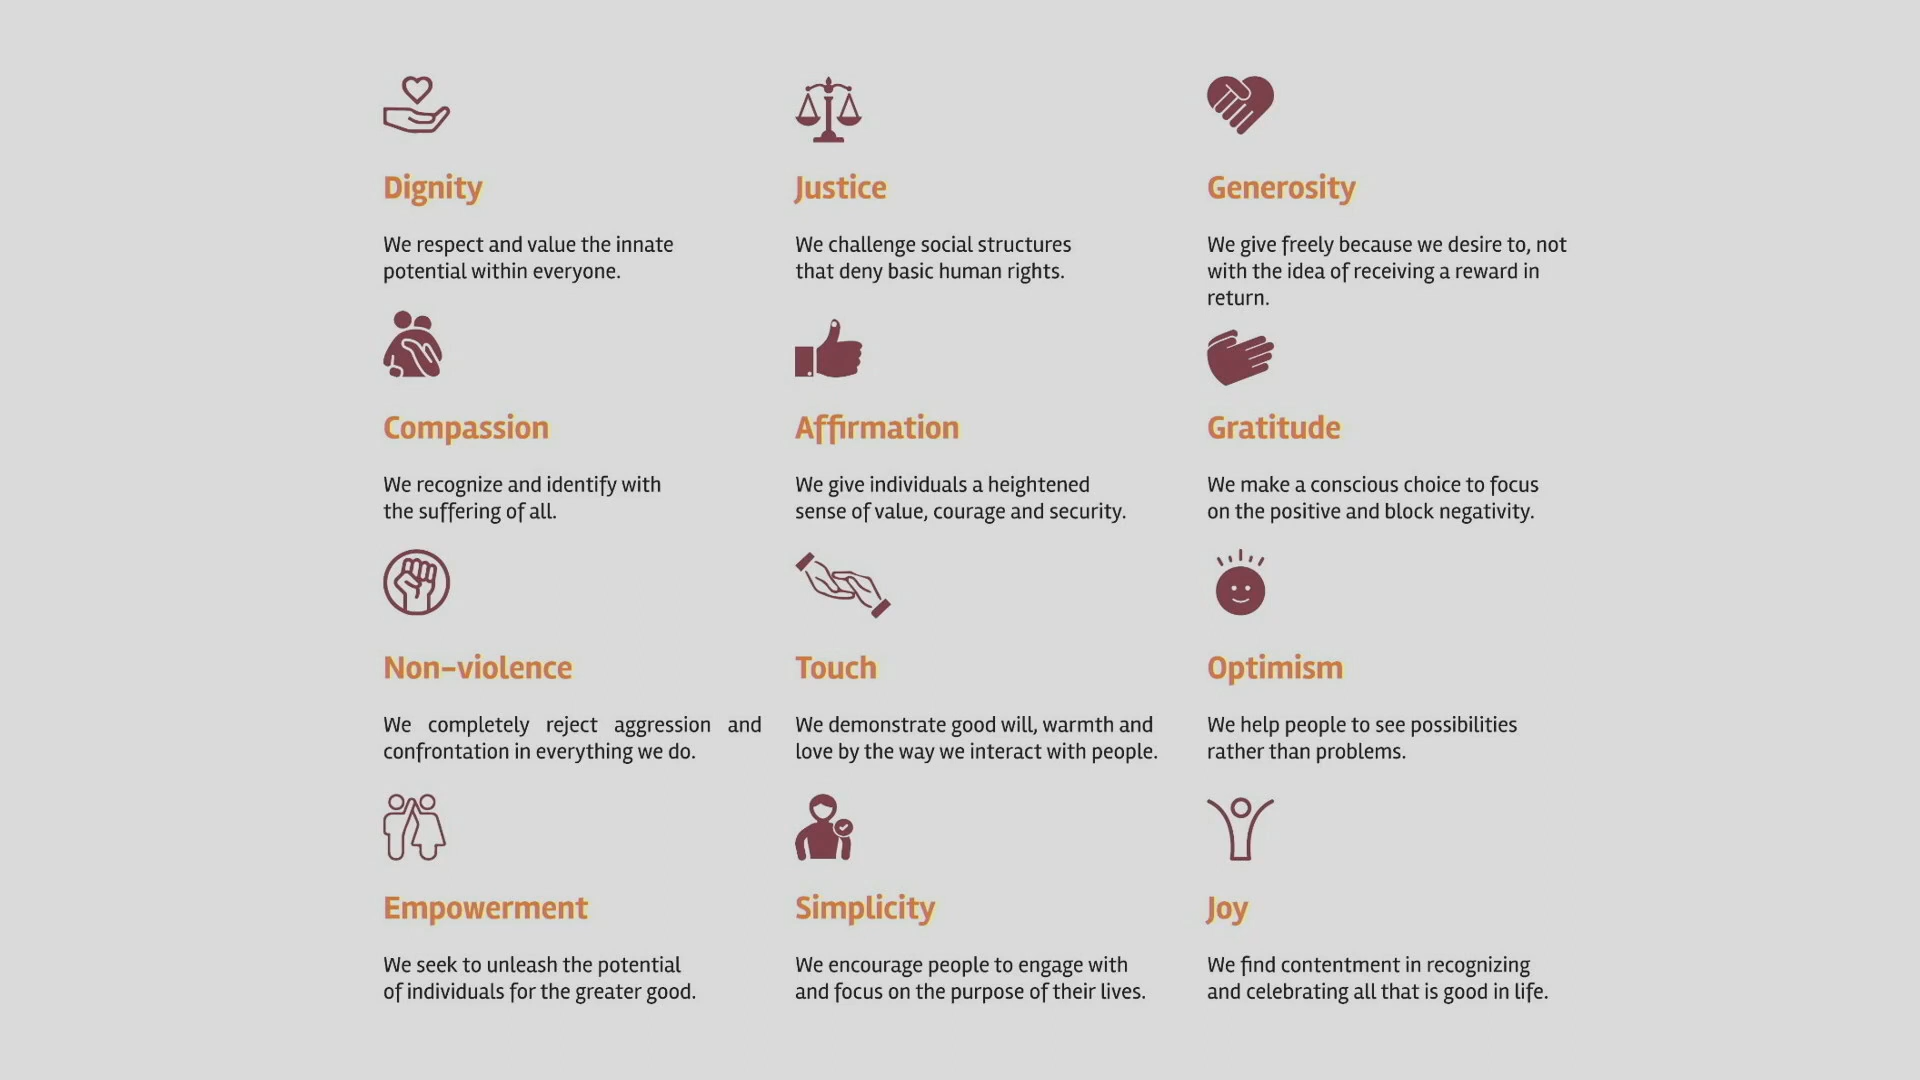 Dignity
We respect and value the innate
potential within everyone.
Justice
We challenge social structures
that deny basic human rights.
Generosity
We give freely because we desire to, not
with the idea of receiving a reward in
return.
Compassion
We recognize and identify with
the suffering of all.
Affirmation
We give individuals a heightened
sense of value, courage and security.
Gratitude
We make a conscious choice to focus
on the positive and block negativity.
Non-violence
We completely reject aggression and
confrontation in everything we do.
Touch
We demonstrate good will, warmth and
love by the way we interact with people.
Optimism
We help people to see possibilities
rather than problems.
Empowerment
We seek to unleash the potential
of individuals for the greater good.
Simplicity
We encourage people to engage with
and focus on the purpose of their lives.
Joy
We find contentment in recognizing
and celebrating all that is good in life.